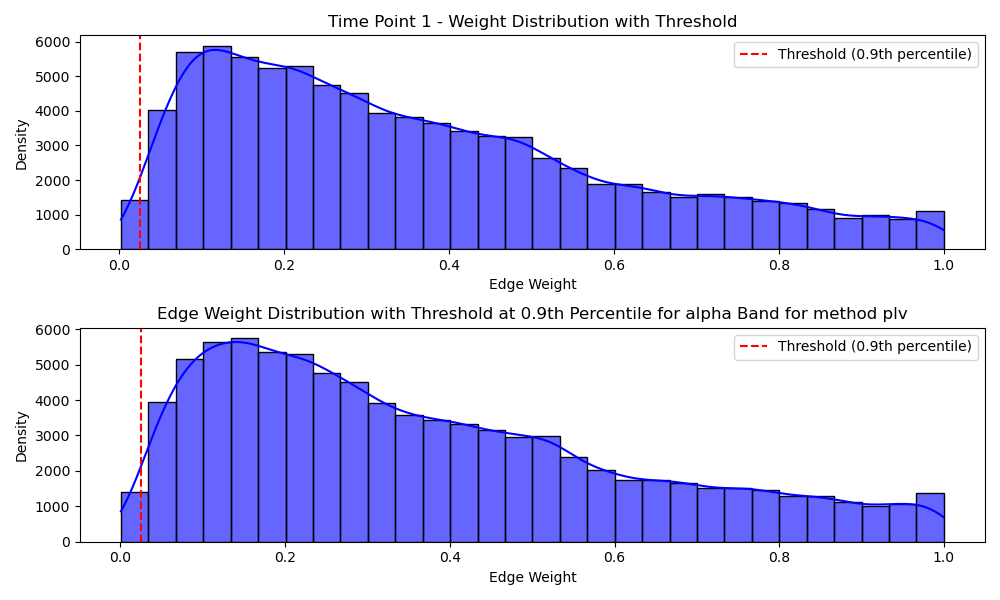 Time Point 1 - Weight Distribution with Threshold
6000
5000
4000
3000
2000
1000
0
Density
Threshold (0.9th percentile)
0.0 0.2 0.4 0.6 0.8 1.0
Edge Weight
Edge Weight Distribution with Threshold at 0.9th Percentile for alpha Band for method plv
6000
5000
4000
3000
2000
1000
0
Density
Threshold (0.9th percentile)
0.0 0.2 0.4 0.6 0.8 1.0
Edge Weight